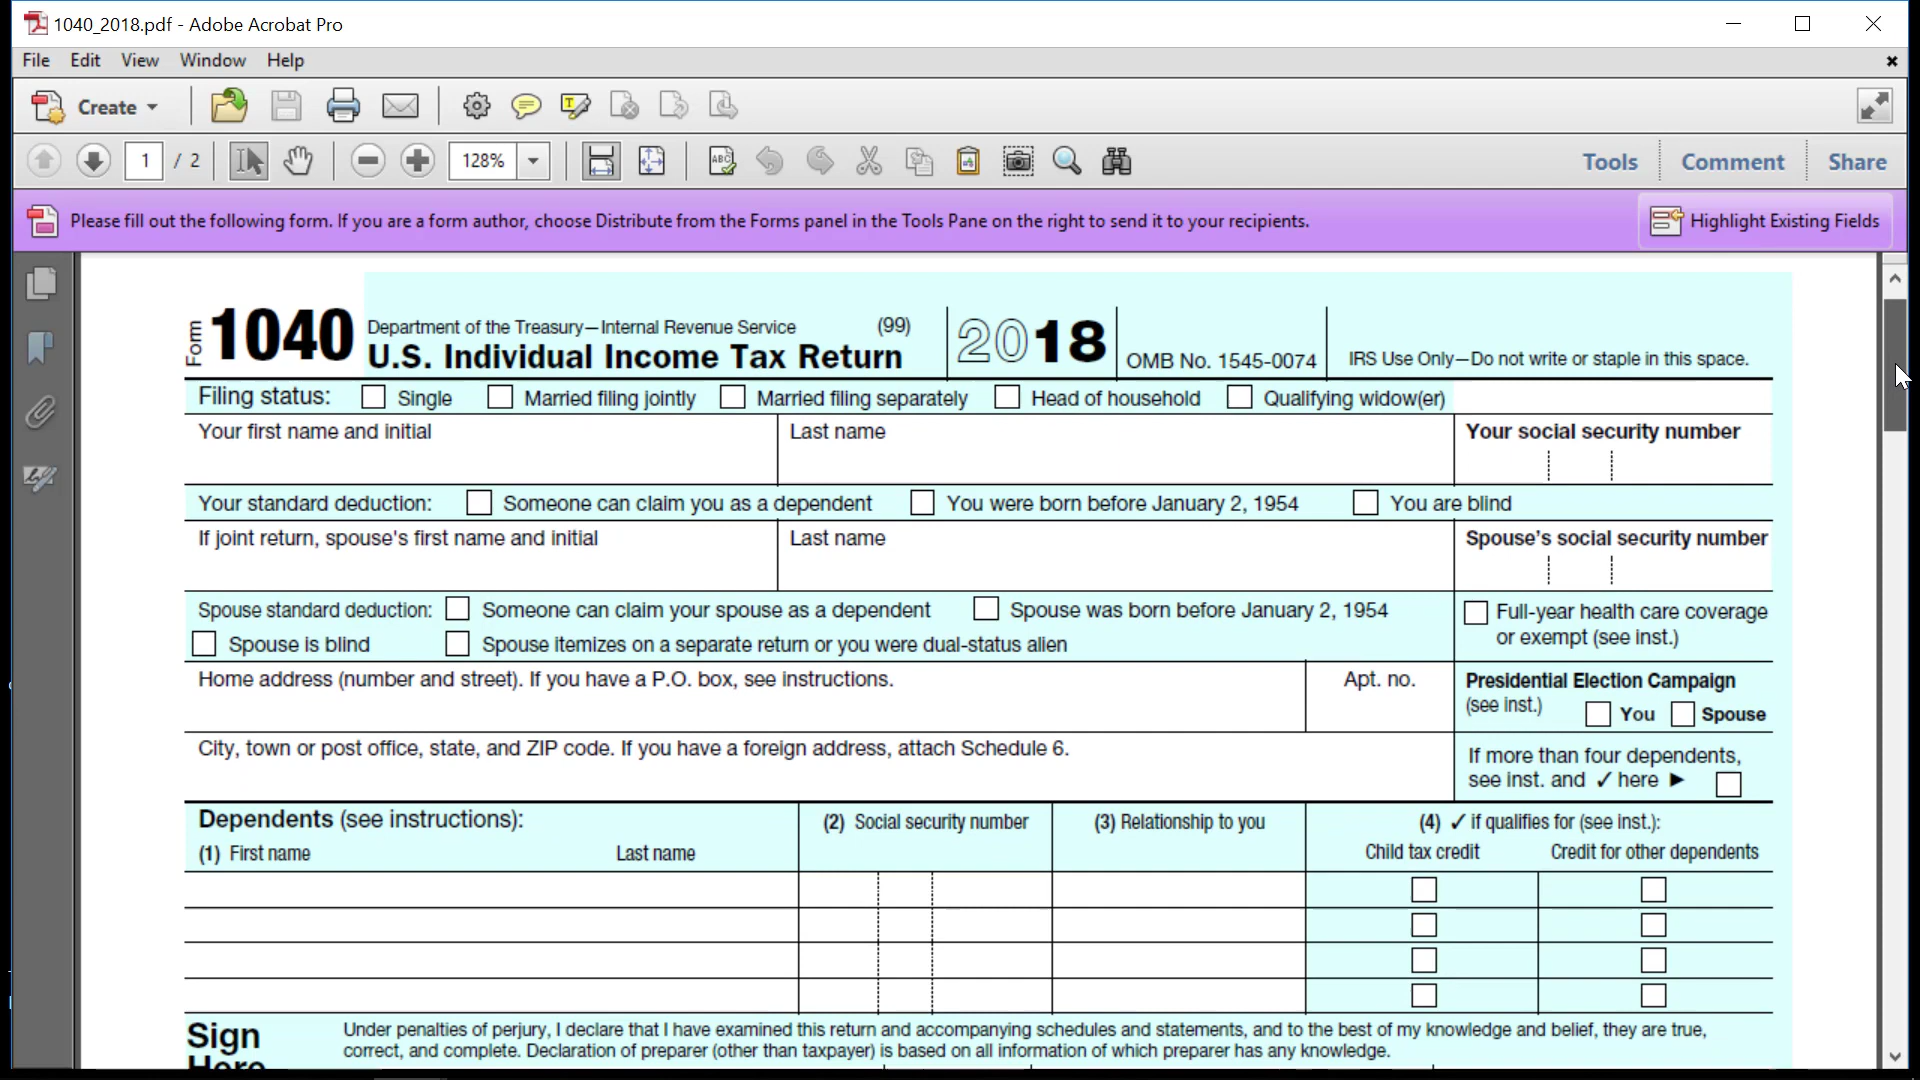 1040_2018.pdf - Adobe Acrobat Pro
File Edit View Window Help
Create
1 / 2 128% Tools Comment Share
Please fill out the following form. If you are a form author, choose Distribute from the Forms panel in the Tools Pane on the right to send it to your recipients. Highlight Existing Fields
Form 1040 Department of the Treasury—Internal Revenue Service (99)
U.S. Individual Income Tax Return 2018 OMB No. 1545-0074 IRS Use Only—Do not write or staple in this space.
Filing status: Single Married filing jointly Married filing separately Head of household Qualifying widow(er)
Your first name and initial Last name Your social security number
Your standard deduction: Someone can claim you as a dependent You were born before January 2, 1954 You are blind
If joint return, spouse's first name and initial Last name Spouse's social security number
Spouse standard deduction: Someone can claim your spouse as a dependent Spouse was born before January 2, 1954 Full-year health care coverage
Spouse is blind Spouse itemizes on a separate return or you were dual-status alien or exempt (see inst.)
Home address (number and street). If you have a P.O. box, see instructions. Apt. no. Presidential Election Campaign
(see inst.) You Spouse
City, town or post office, state, and ZIP code. If you have a foreign address, attach Schedule 6. If more than four dependents,
see inst. and ✓ here ►
Dependents (see instructions): (2) Social security number (3) Relationship to you (4) ✓ if qualifies for (see inst.):
(1) First name Last name Child tax credit Credit for other dependents
Sign Under penalties of perjury, I declare that I have examined this return and accompanying schedules and statements, and to the best of my knowledge and belief, they are true,
Here correct, and complete. Declaration of preparer (other than taxpayer) is based on all information of which preparer has any knowledge.